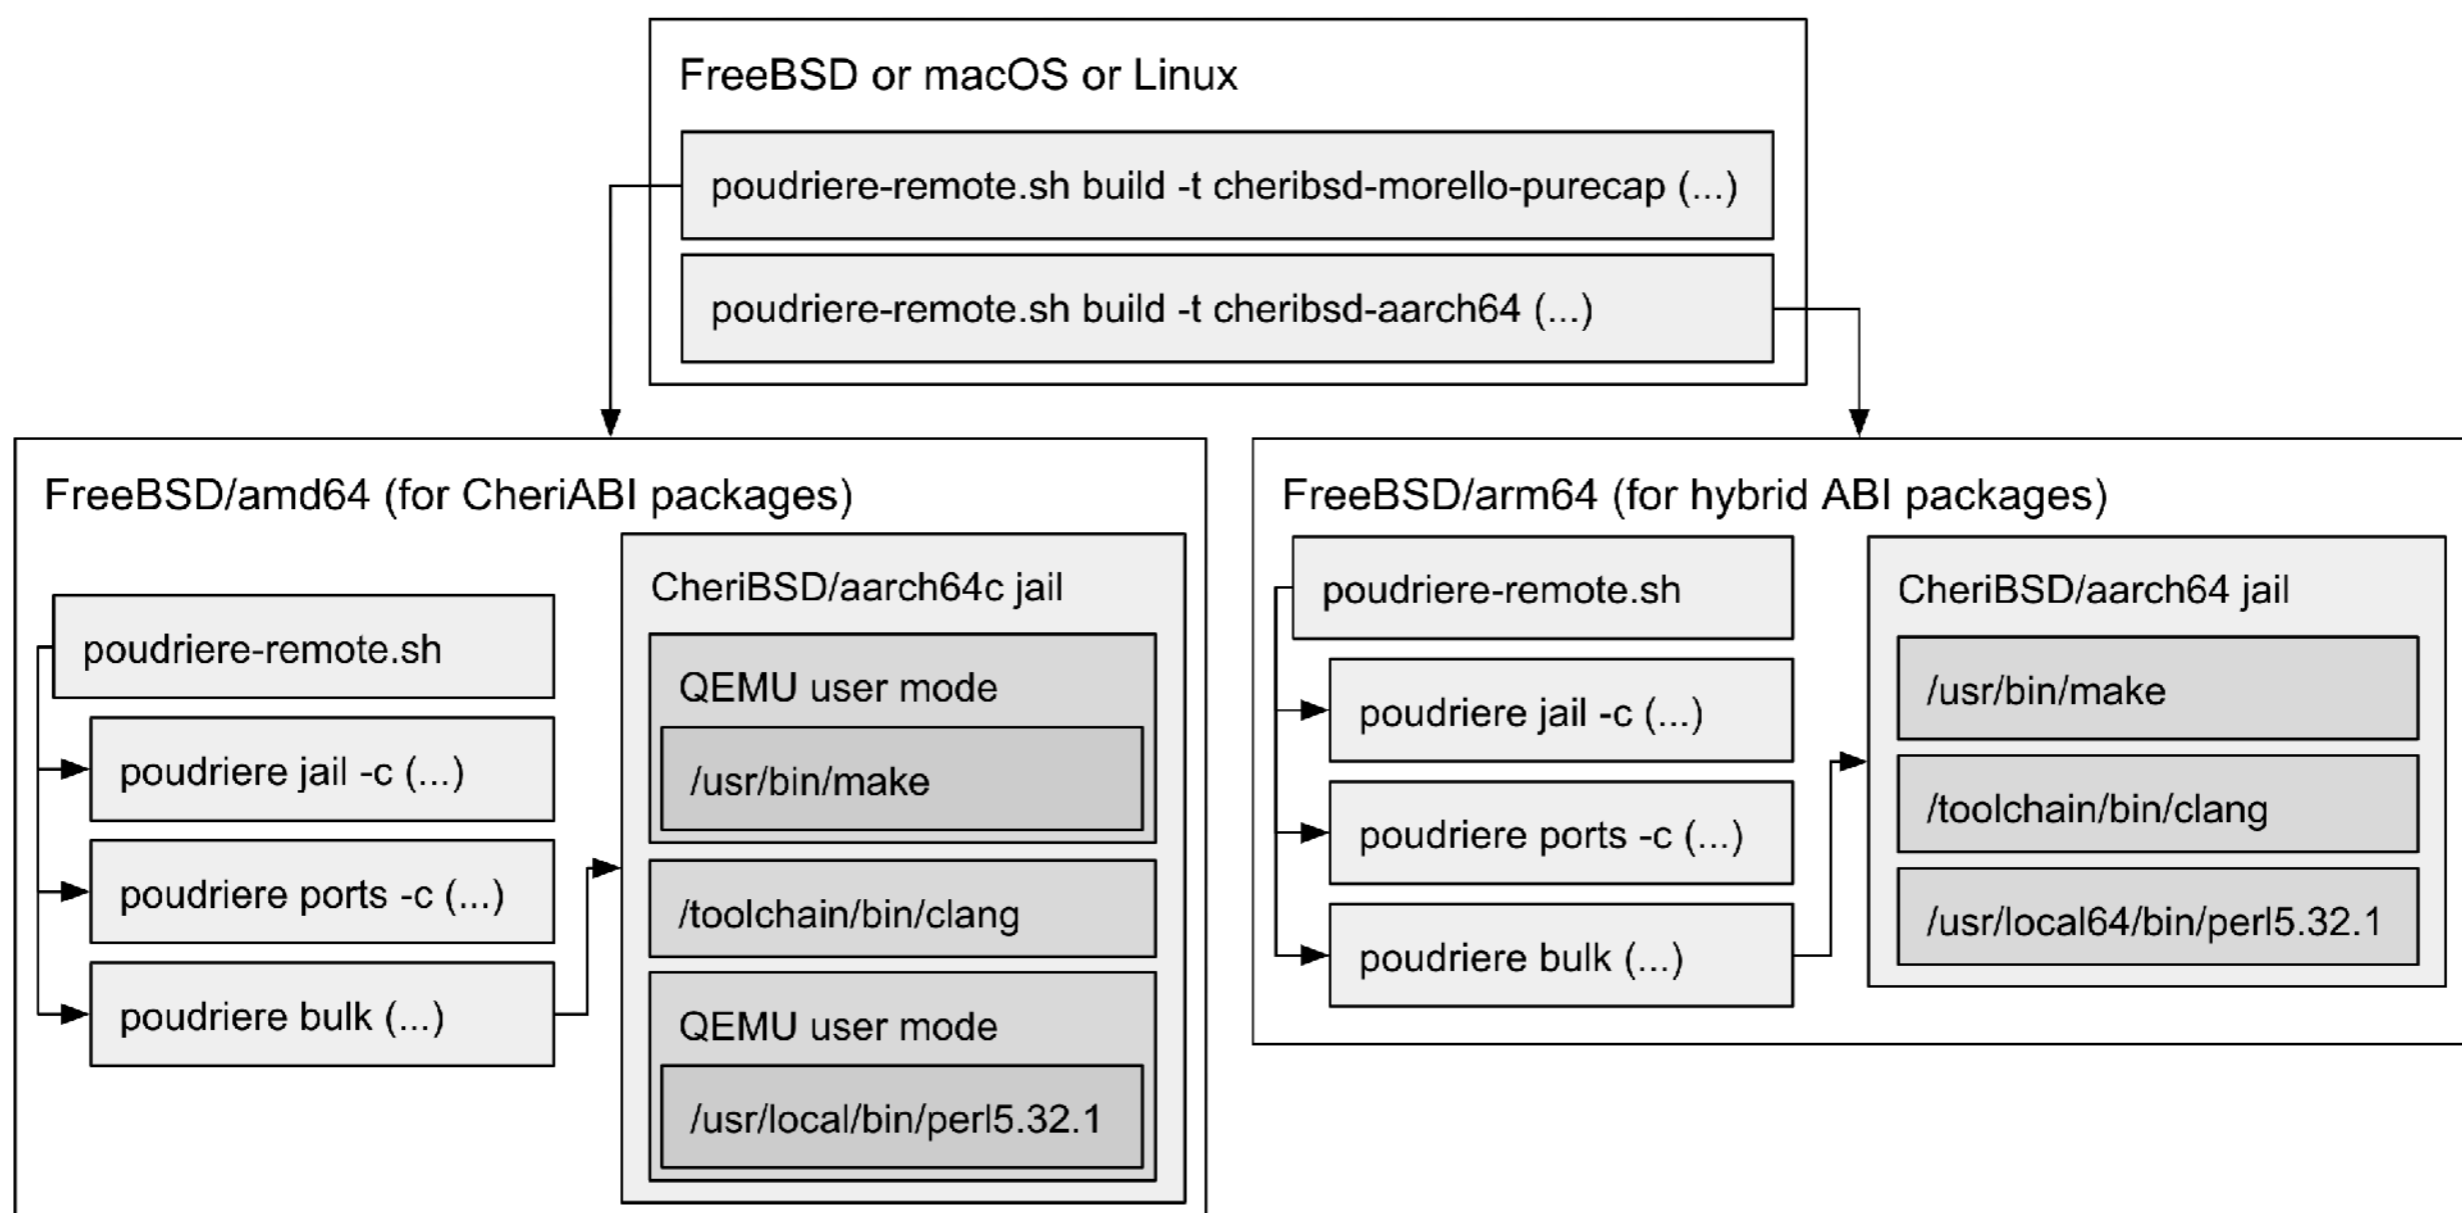 FreeBSD or macOS or Linux
poudriere-remote.sh build -t cheribsd-morello-purecap (...)
poudriere-remote.sh build -t cheribsd-aarch64 (...)
FreeBSD/amd64 (for CheriABI packages)
poudriere-remote.sh
poudriere jail -c (...)
poudriere ports -c (...)
poudriere bulk (...)
CheriBSD/aarch64c jail
QEMU user mode
/usr/bin/make
/toolchain/bin/clang
QEMU user mode
/usr/local/bin/perl5.32.1
FreeBSD/arm64 (for hybrid ABI packages)
poudriere-remote.sh
poudriere jail -c (...)
poudriere ports -c (...)
poudriere bulk (...)
CheriBSD/aarch64 jail
/usr/bin/make
/toolchain/bin/clang
/usr/local64/bin/perl5.32.1